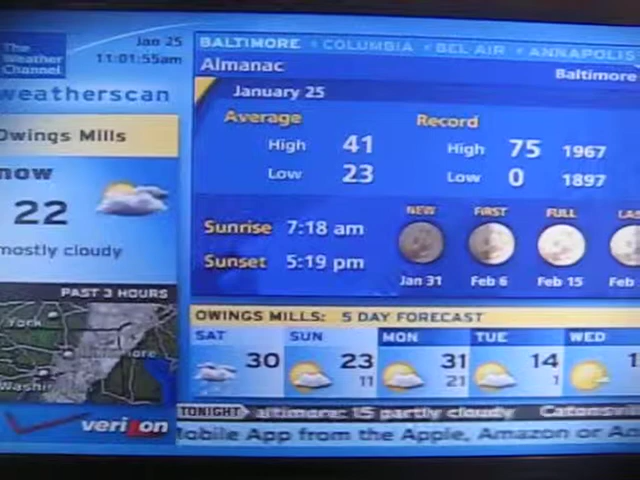 The Weather Channel
Jan 25
11:01:55am
weatherscan
Owings Mills
now
22
mostly cloudy
PAST 3 HOURS
York
Verizon
BALTIMORE ‹ COLUMBIA ‹ BEL AIR ‹ ANNAPOLIS
Almanac
Baltimore
January 25
Average Record
High 41 High 75 1967
Low 23 Low 0 1897
Sunrise 7:18 am
Sunset 5:19 pm
NEW FIRST FULL
Jan 31 Feb 6 Feb 15 Feb
OWINGS MILLS: 5 DAY FORECAST
SAT SUN MON TUE WED
30 23 31 14
11 21 1
TONIGHT altimore: 15 partly cloudy Catonsvil
Mobile App from the Apple, Amazon or